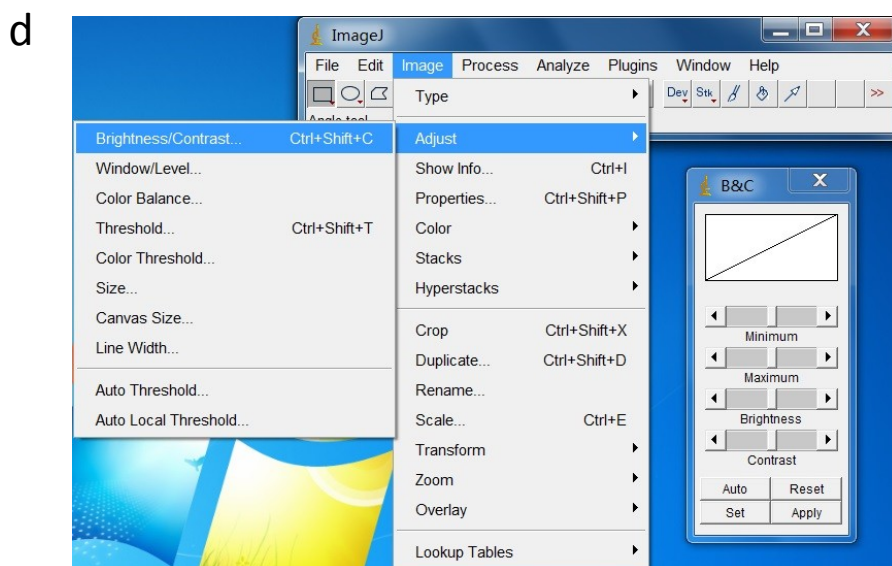 d
ImageJ
File Edit Image Process Analyze Plugins Window Help
Dev Stk >>
Angle tool
Type
Adjust
Show Info... Ctrl+I
Properties... Ctrl+Shift+P
Color
Stacks
Hyperstacks
Crop Ctrl+Shift+X
Duplicate... Ctrl+Shift+D
Rename...
Scale... Ctrl+E
Transform
Zoom
Overlay
Lookup Tables
Brightness/Contrast... Ctrl+Shift+C
Window/Level...
Color Balance...
Threshold... Ctrl+Shift+T
Color Threshold...
Size...
Canvas Size...
Line Width...
Auto Threshold...
Auto Local Threshold...
B&C
Minimum
Maximum
Brightness
Contrast
Auto Reset
Set Apply